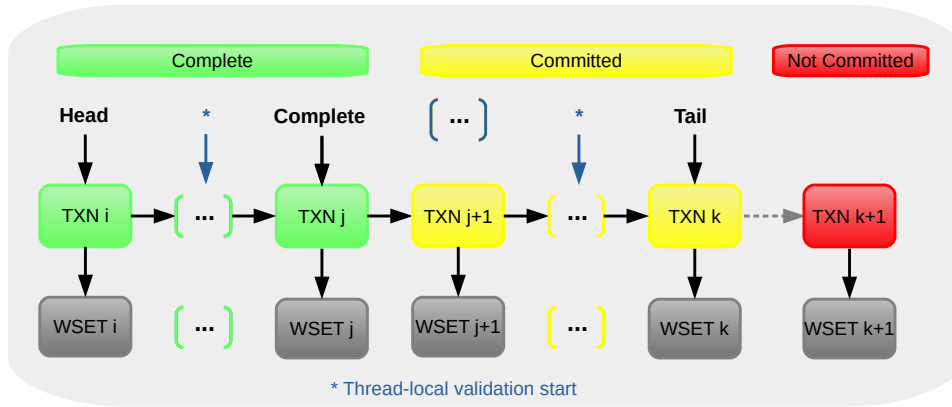 Complete Committed Not Committed
Head * Complete [...] * Tail
TXN i [...] TXN j TXN j+1 [...] TXN k TXN k+1
WSET i [...] WSET j WSET j+1 [...] WSET k WSET k+1
* Thread-local validation start